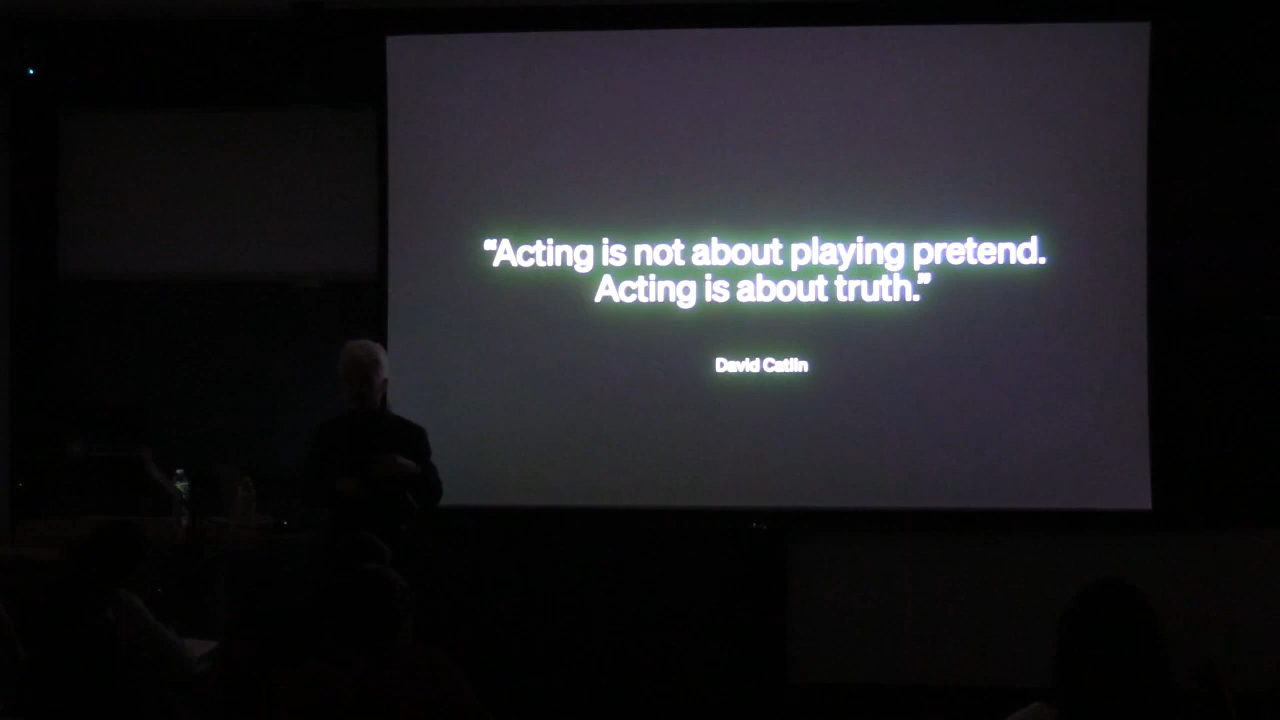 “Acting is not about playing pretend.
Acting is about truth.”
David Catlin